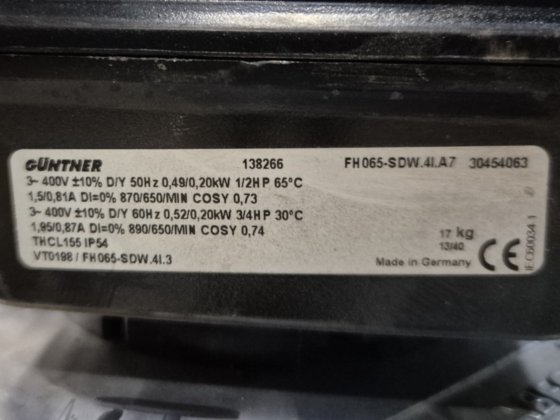 GÜNTNER 138266 FH065-SDW.4I.A7 30454063
3~ 400V ±10% D/Y 50Hz 0,49/0,20kW 1/2HP 65°C
1,5/0,81A DI=0% 870/650/MIN COSY 0,73
3~ 400V ±10% D/Y 60Hz 0,52/0,20kW 3/4HP 30°C
1,95/0,87A DI=0% 890/650/MIN COSY 0,74
THCL155 IP54
VT0198 / FH065-SDW.4I.3
17 kg
13/40
Made in Germany CE
IEC60034-1